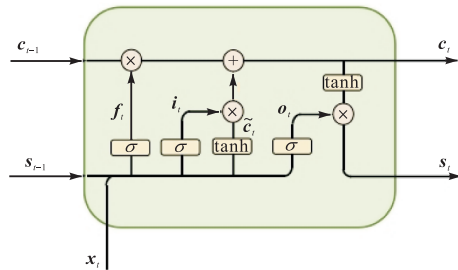 c_{t-1} × + c_t
tanh
f_t i_t × o_t ×
c̃_t
σ σ tanh σ
s_{t-1} s_t
x_t